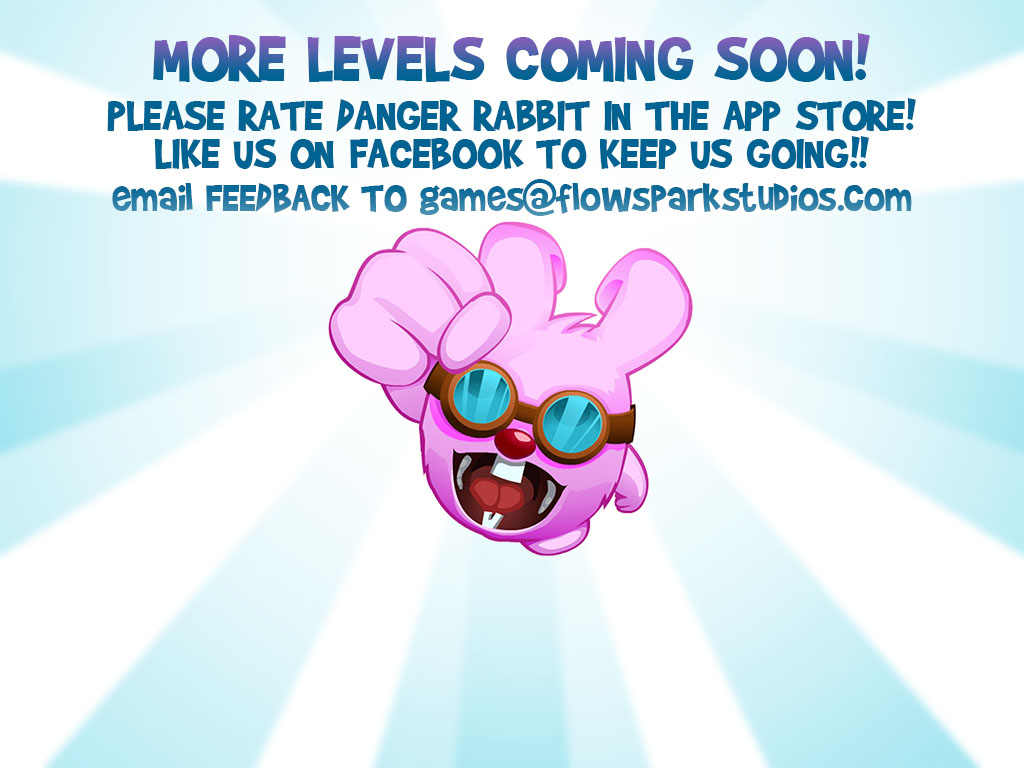 MORE LEVELS COMING SOON!
PLEASE RATE DANGER RABBIT IN THE APP STORE!
LIKE US ON FACEBOOK TO KEEP US GOING!!
email FEEDBACK TO games@flowsparkstudios.com